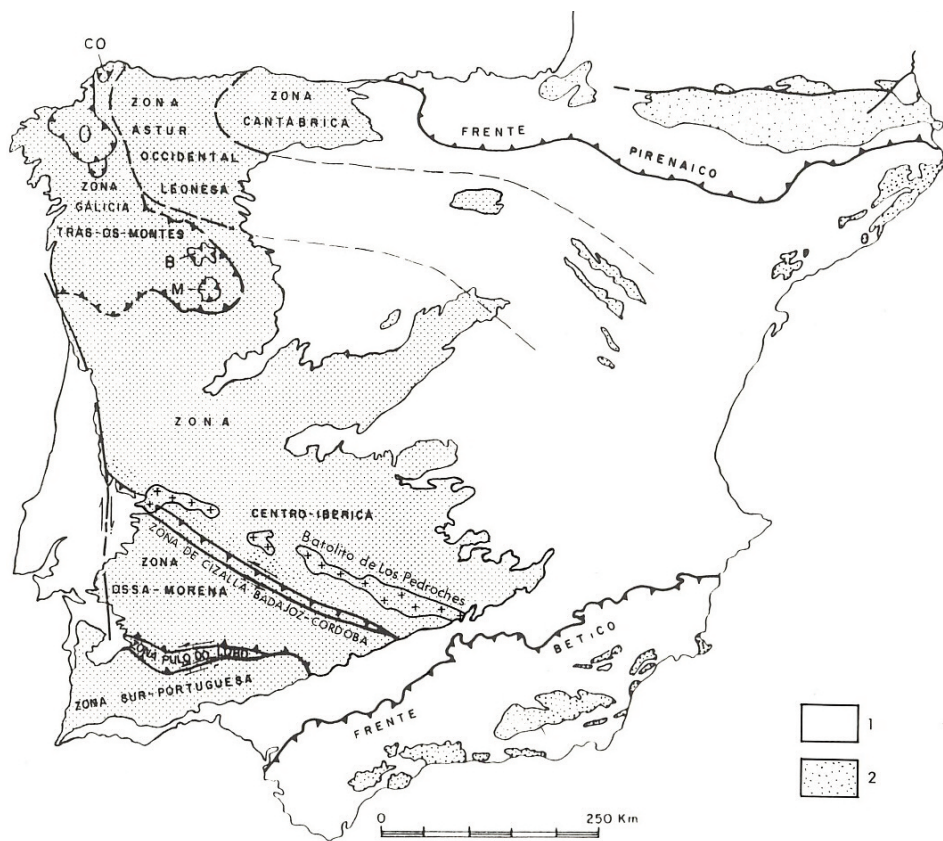 CO
ZONA
ASTUR
OCCIDENTAL
LEONESA
ZONA
CANTABRICA
FRENTE
PIRENAICO
O
ZONA
GALICIA
TRAS-OS-MONTES
B
M
ZONA
CENTRO-IBERICA
Batolito de Los Pedroches
ZONA DE CIZALLA BADAJOZ-CORDOBA
ZONA
OSSA-MORENA
ZONA PULO DO LOBO
ZONA SUR-PORTUGUESA
FRENTE
BETICO
1
2
0 250 Km